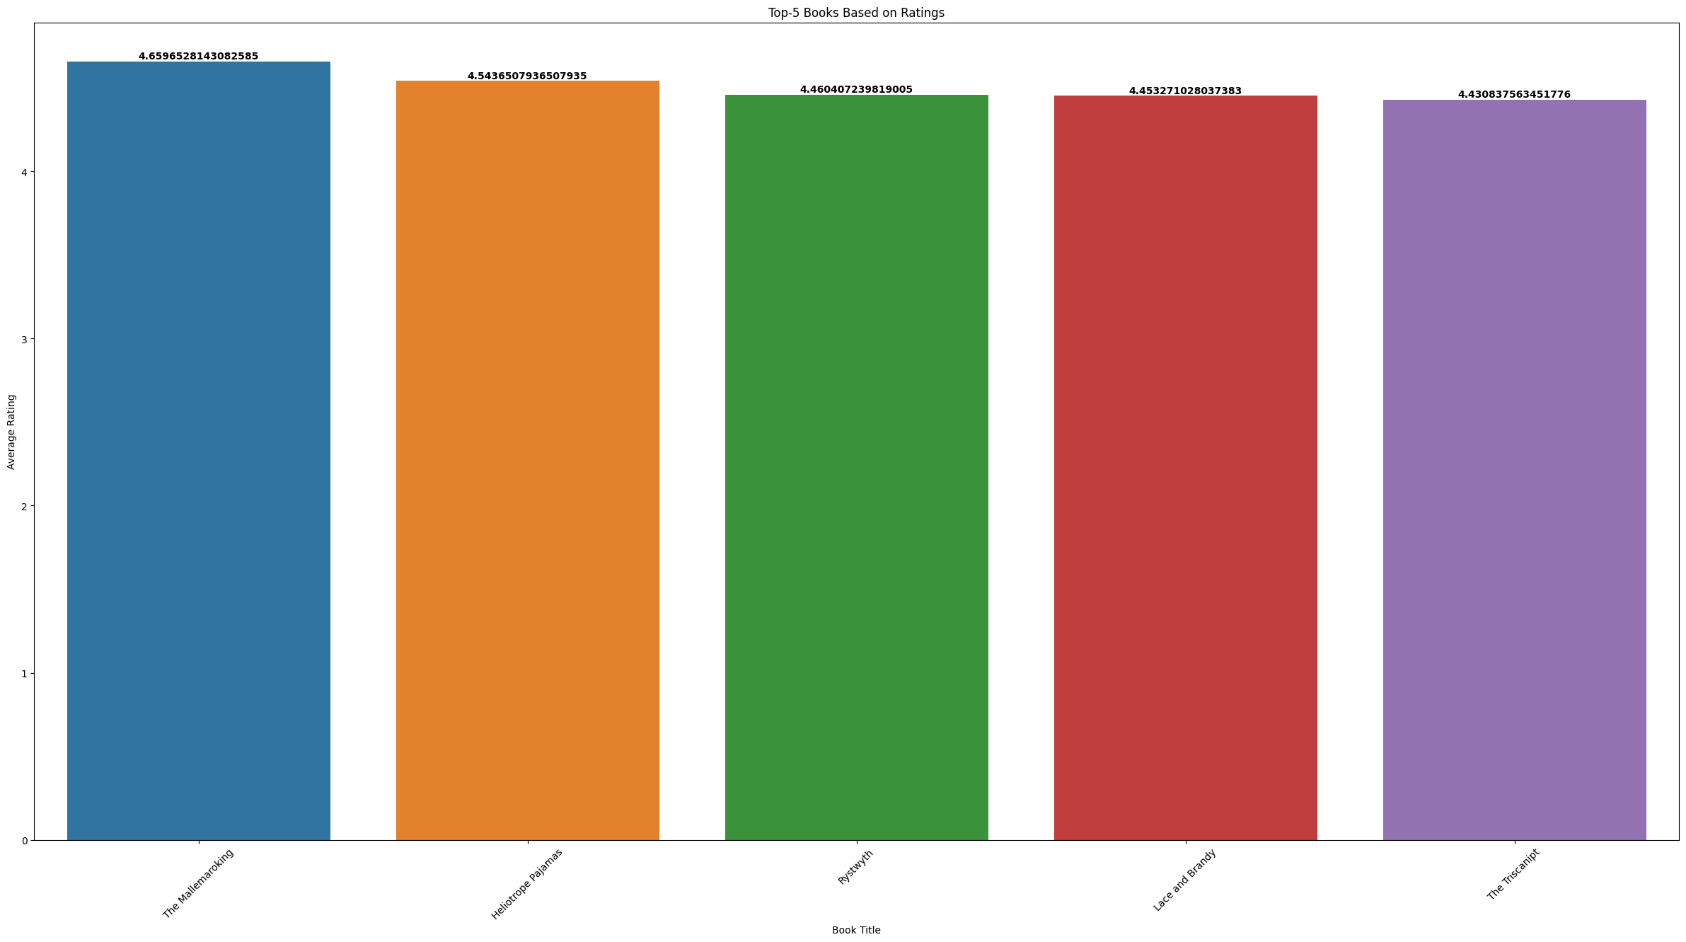 Top-5 Books Based on Ratings
4.6596528143082585
4.5436507936507935
4.460407239819005
4.453271028037383
4.430837563451776
4
3
2
1
0
Average Rating
The Mallemaroking
Heliotrope Pajamas
Rystwyth
Lace and Brandy
The Triscanipt
Book Title